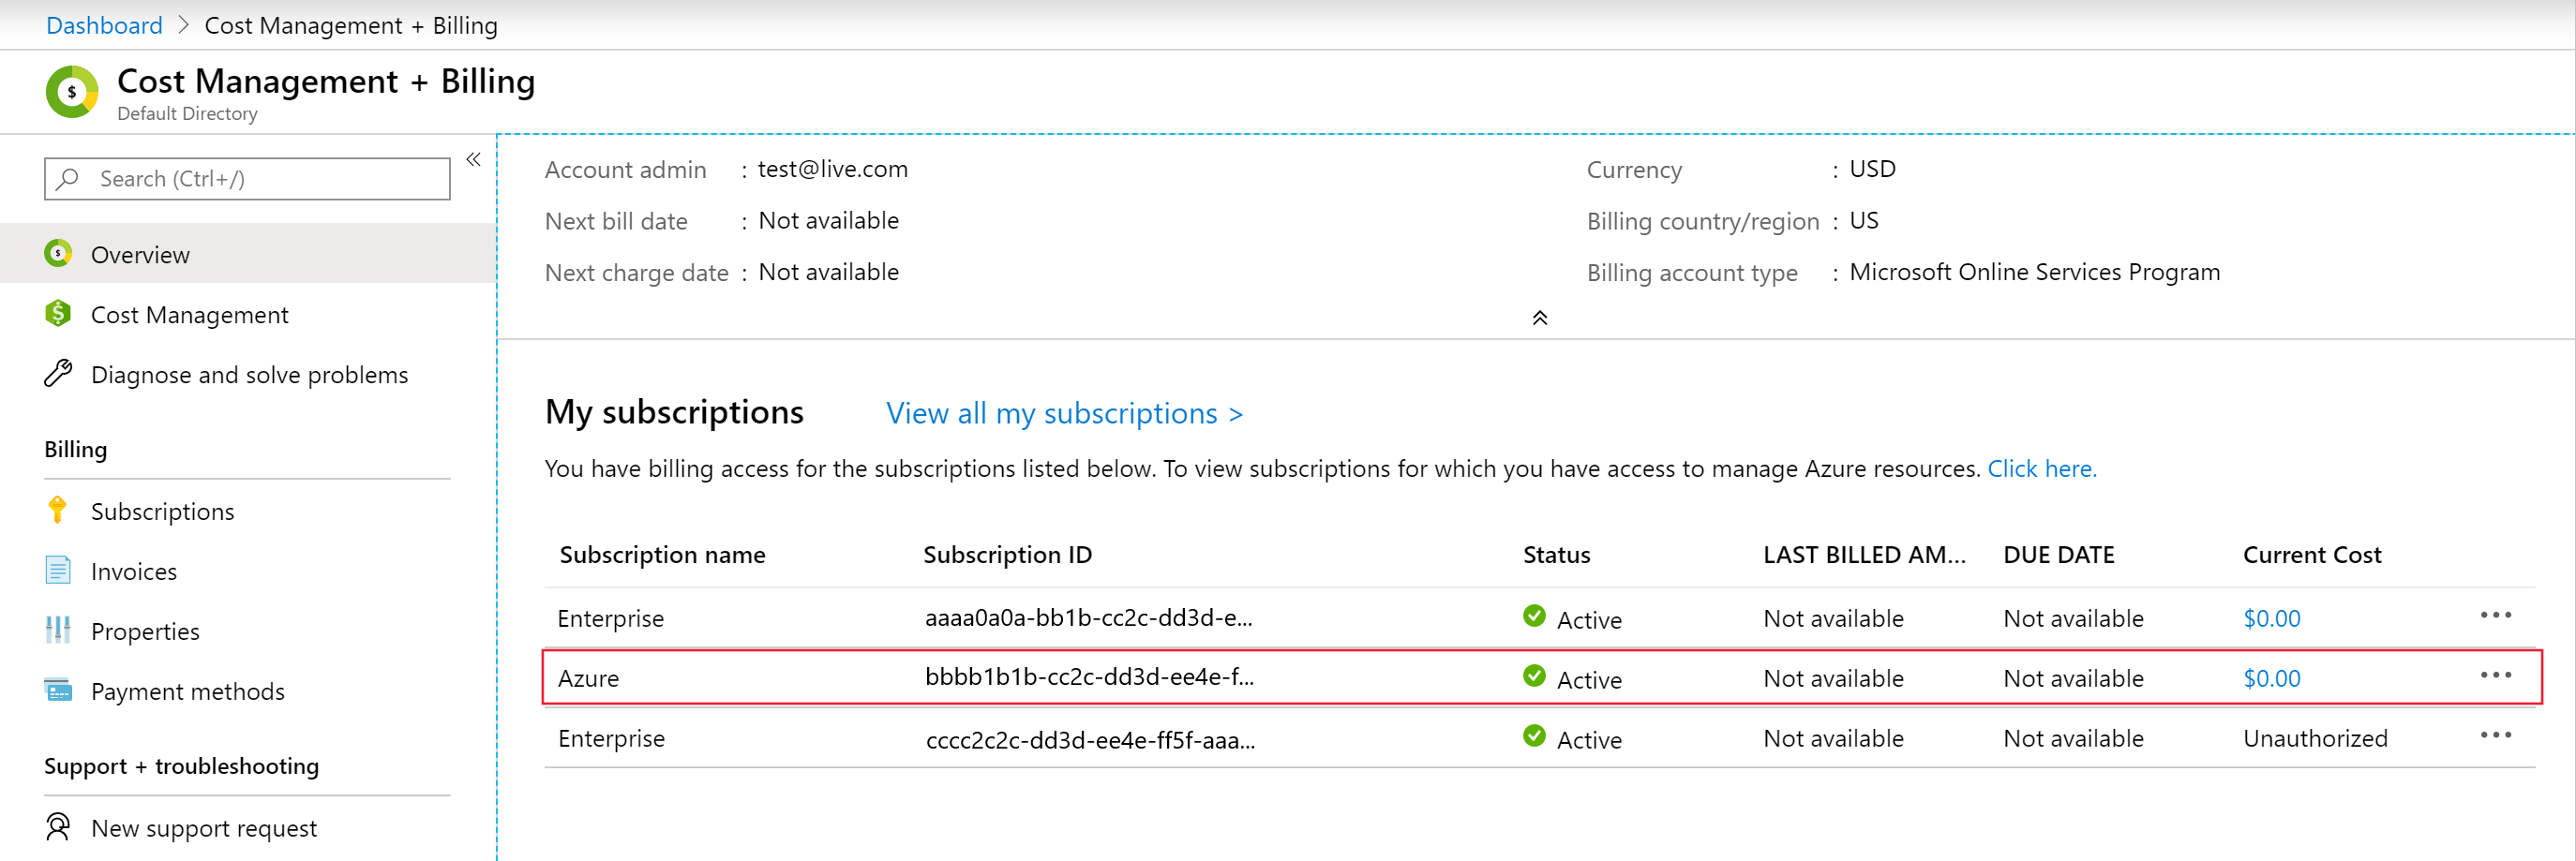 Dashboard > Cost Management + Billing
$ Cost Management + Billing
Default Directory
«
Search (Ctrl+/)
$ Overview
$ Cost Management
Diagnose and solve problems
Billing
Subscriptions
Invoices
Properties
Payment methods
Support + troubleshooting
New support request
Account admin : test@live.com
Next bill date : Not available
Next charge date : Not available
Currency : USD
Billing country/region : US
Billing account type : Microsoft Online Services Program
My subscriptions View all my subscriptions >
You have billing access for the subscriptions listed below. To view subscriptions for which you have access to manage Azure resources. Click here.
Subscription name Subscription ID Status LAST BILLED AM... DUE DATE Current Cost
Enterprise aaaa0a0a-bb1b-cc2c-dd3d-e... Active Not available Not available $0.00 ...
Azure bbbb1b1b-cc2c-dd3d-ee4e-f... Active Not available Not available $0.00 ...
Enterprise cccc2c2c-dd3d-ee4e-ff5f-aaa... Active Not available Not available Unauthorized ...